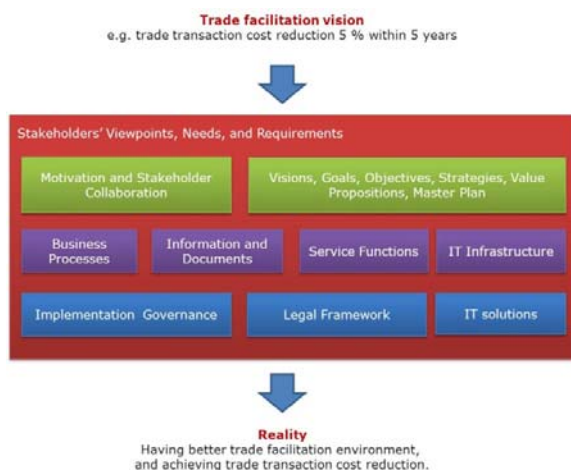 Trade facilitation vision
e.g. trade transaction cost reduction 5 % within 5 years
Stakeholders' Viewpoints, Needs, and Requirements
Motivation and Stakeholder
Collaboration
Visions, Goals, Objectives, Strategies, Value
Propositions, Master Plan
Business
Processes
Information and
Documents
Service Functions
IT Infrastructure
Implementation Governance
Legal Framework
IT solutions
Reality
Having better trade facilitation environment,
and achieving trade transaction cost reduction.